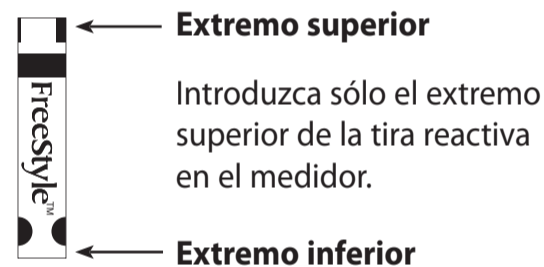 Extremo superior
Introduzca sólo el extremo
superior de la tira reactiva
en el medidor.
FreeStyle™
Extremo inferior